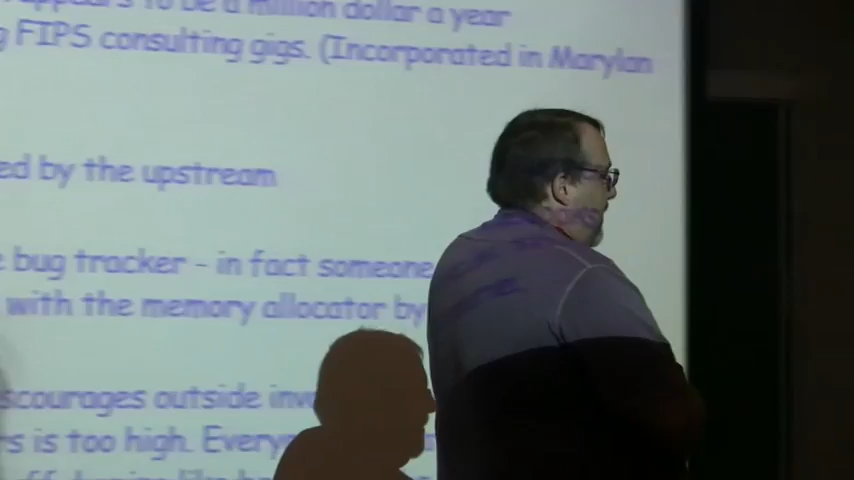 appears to be a million dollar a year
FIPS consulting gigs. (Incorporated in Marylan
ed by the upstream
bug tracker - in fact someone
with the memory allocator by
scourages outside inv
s is too high. Every